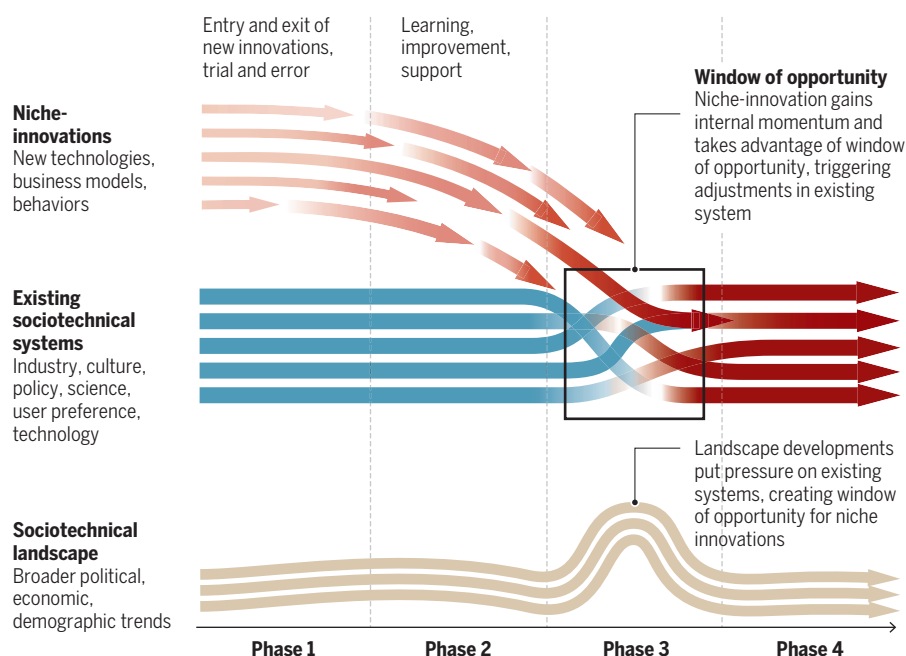 Entry and exit of
new innovations,
trial and error
Learning,
improvement,
support
Window of opportunity
Niche-innovation gains
internal momentum and
takes advantage of window
of opportunity, triggering
adjustments in existing
system
Niche-
innovations
New technologies,
business models,
behaviors
Existing
sociotechnical
systems
Industry, culture,
policy, science,
user preference,
technology
Landscape developments
put pressure on existing
systems, creating window
of opportunity for niche
innovations
Sociotechnical
landscape
Broader political,
economic,
demographic trends
Phase 1
Phase 2
Phase 3
Phase 4